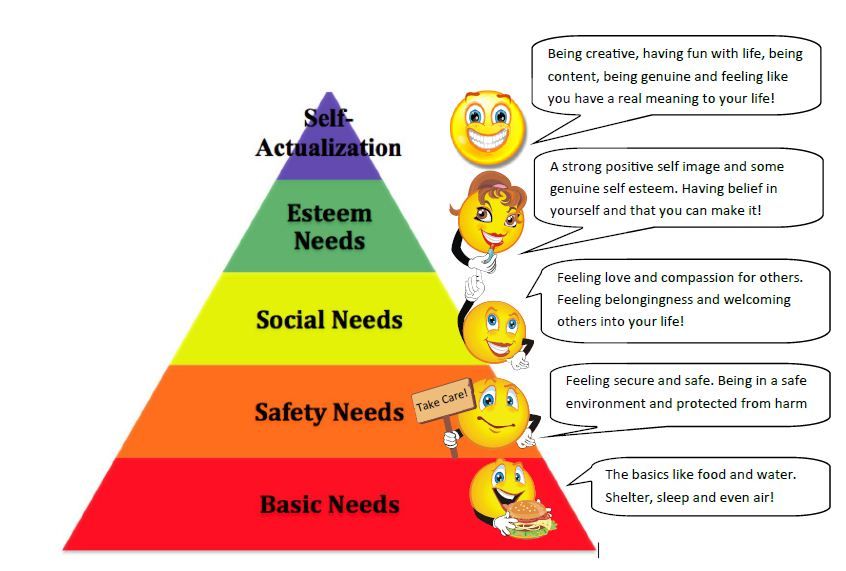 Being creative, having fun with life, being
content, being genuine and feeling like
you have a real meaning to your life!
Self-
Actualization
A strong positive self image and some
genuine self esteem. Having belief in
yourself and that you can make it!
Esteem
Needs
Feeling love and compassion for others.
Feeling belongingness and welcoming
others into your life!
Social Needs
Feeling secure and safe. Being in a safe
environment and protected from harm
Take Care!
Safety Needs
The basics like food and water.
Shelter, sleep and even air!
Basic Needs